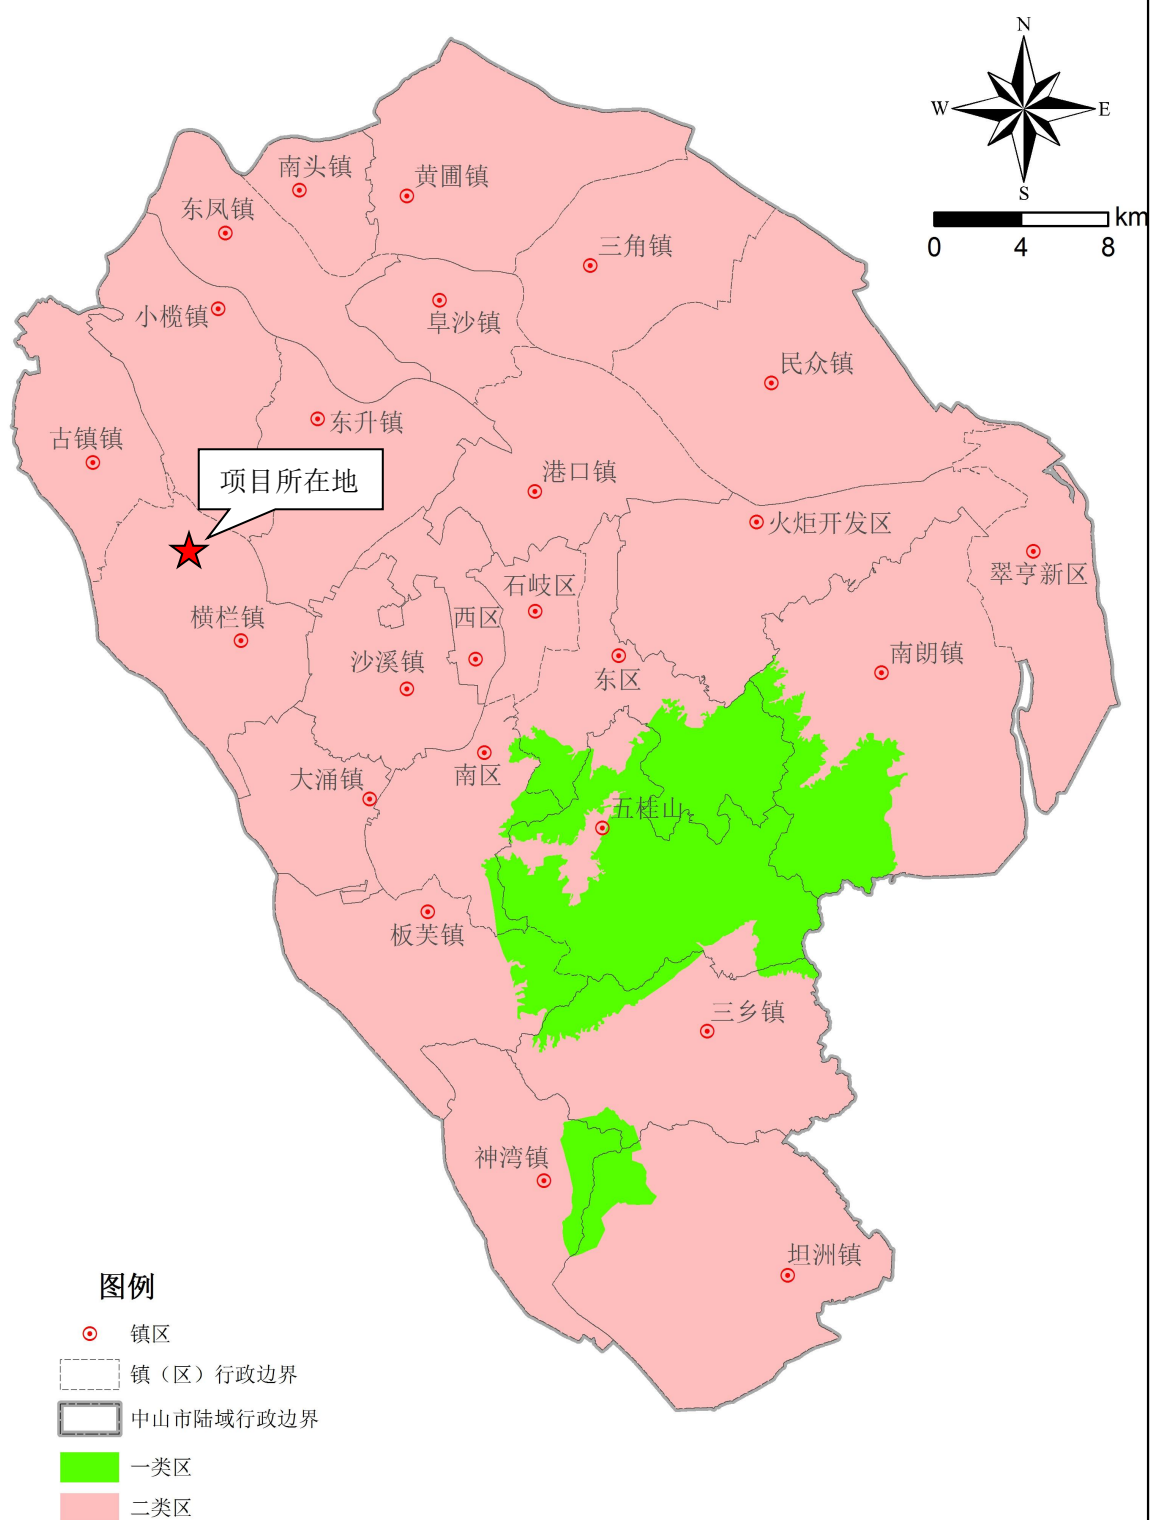 N
W
E
S
km
0 4 8
南头镇
黄圃镇
东凤镇
三角镇
小榄镇
阜沙镇
民众镇
东升镇
古镇镇
港口镇
项目所在地
火炬开发区
翠亨新区
石岐区
西区
横栏镇
沙溪镇
东区
南朗镇
南区
大涌镇
五桂山
板芙镇
三乡镇
神湾镇
坦洲镇
图例
镇区
镇（区）行政边界
中山市陆域行政边界
一类区
二类区